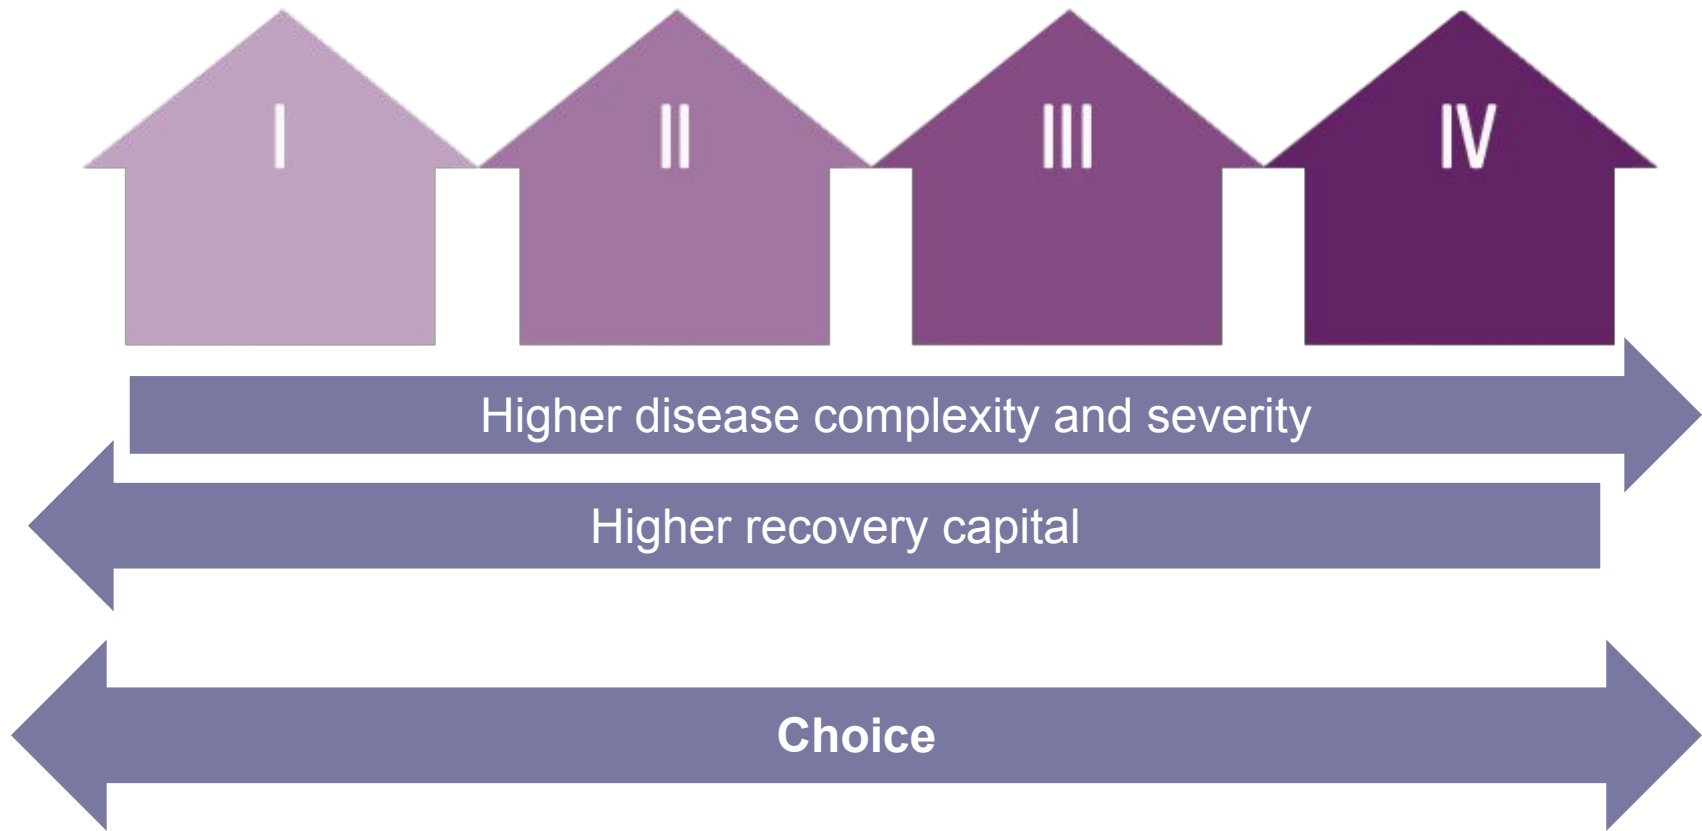 I II III IV
Higher disease complexity and severity
Higher recovery capital
Choice